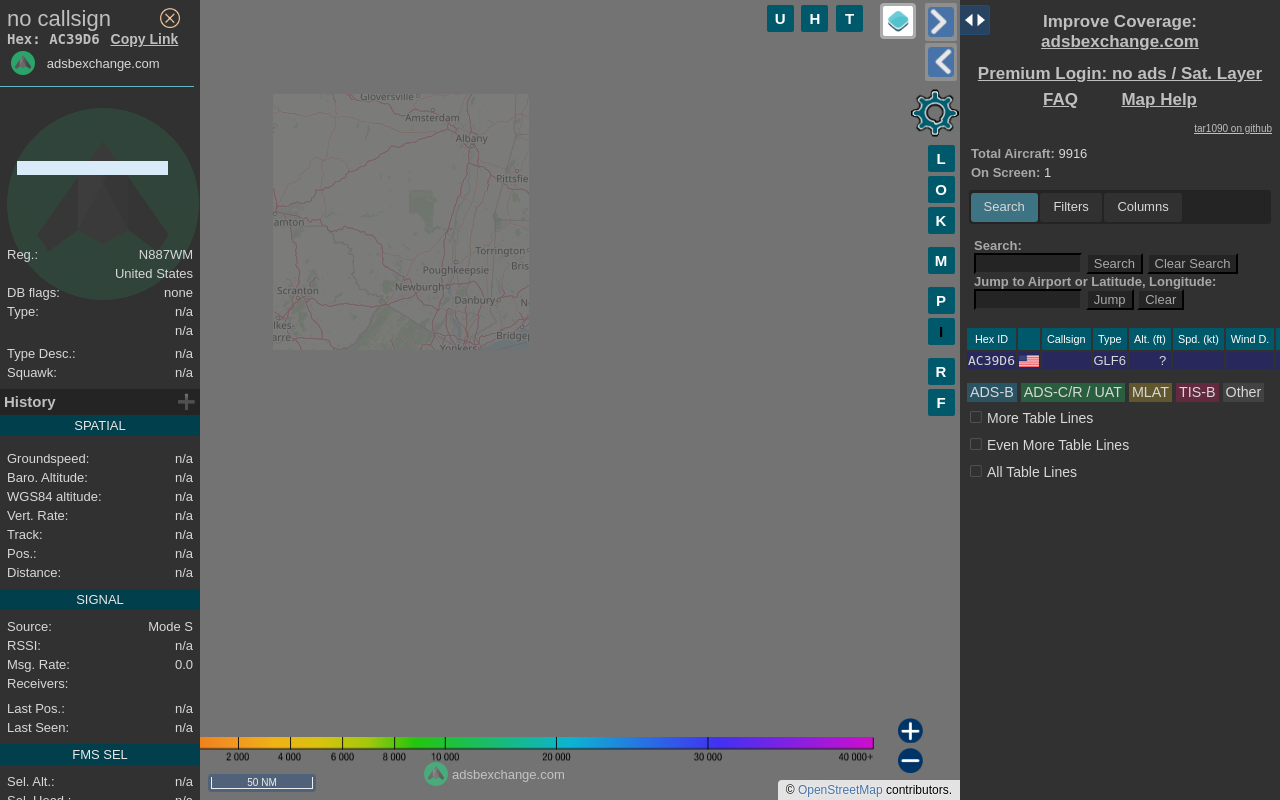 no callsign
Hex: AC39D6 Copy Link
adsbexchange.com
Reg.: N887WM
United States
DB flags: none
Type: n/a
n/a
Type Desc.: n/a
Squawk: n/a
History
SPATIAL
Groundspeed: n/a
Baro. Altitude: n/a
WGS84 altitude: n/a
Vert. Rate: n/a
Track: n/a
Pos.: n/a
Distance: n/a
SIGNAL
Source: Mode S
RSSI: n/a
Msg. Rate: 0.0
Receivers:
Last Pos.: n/a
Last Seen: n/a
FMS SEL
Sel. Alt.: n/a
Sel. Head.: n/a
U H T
Gloversville
Amsterdam
Albany
Pittsfie
amton
Torrington
Bris
Poughkeepsie
Scranton
Newburgh
Danbury
N
lkes-
arre
Bridgep
Yonkers
L
O
K
M
P
I
R
F
2 000 4 000 6 000 8 000 10 000 20 000 30 000 40 000+
adsbexchange.com
50 NM
© OpenStreetMap contributors.
Improve Coverage:
adsbexchange.com
Premium Login: no ads / Sat. Layer
FAQ Map Help
tar1090 on github
Total Aircraft: 9916
On Screen: 1
Search Filters Columns
Search:
Search Clear Search
Jump to Airport or Latitude, Longitude:
Jump Clear
Hex ID Callsign Type Alt. (ft) Spd. (kt) Wind D.
AC39D6 GLF6 ?
ADS-B ADS-C/R / UAT MLAT TIS-B Other
More Table Lines
Even More Table Lines
All Table Lines